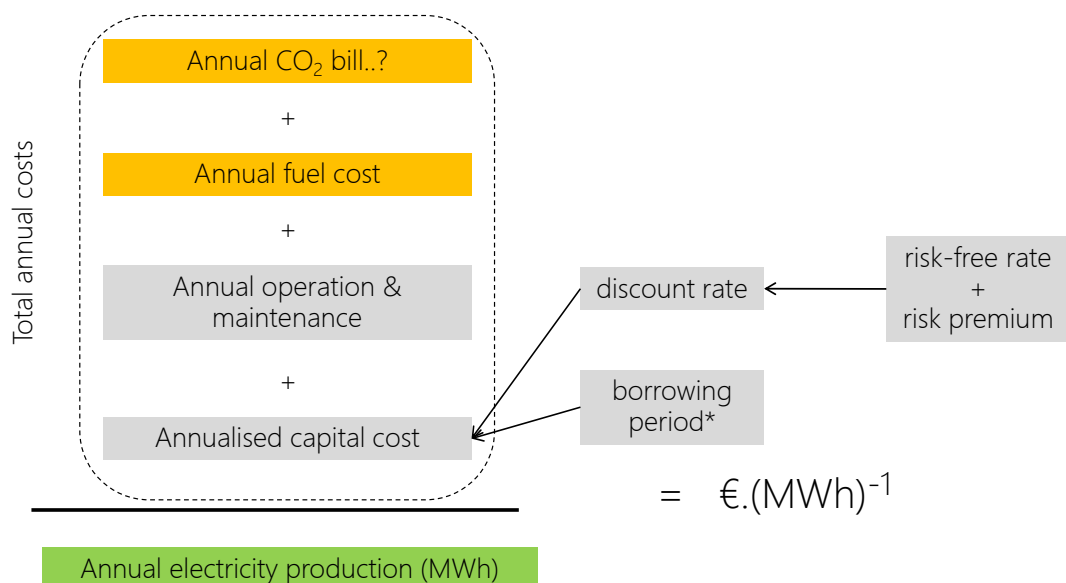 Total annual costs
Annual CO₂ bill..?
+
Annual fuel cost
+
Annual operation &
maintenance
+
Annualised capital cost
discount rate
borrowing
period*
risk-free rate
+
risk premium
= €.(MWh)⁻¹
Annual electricity production (MWh)